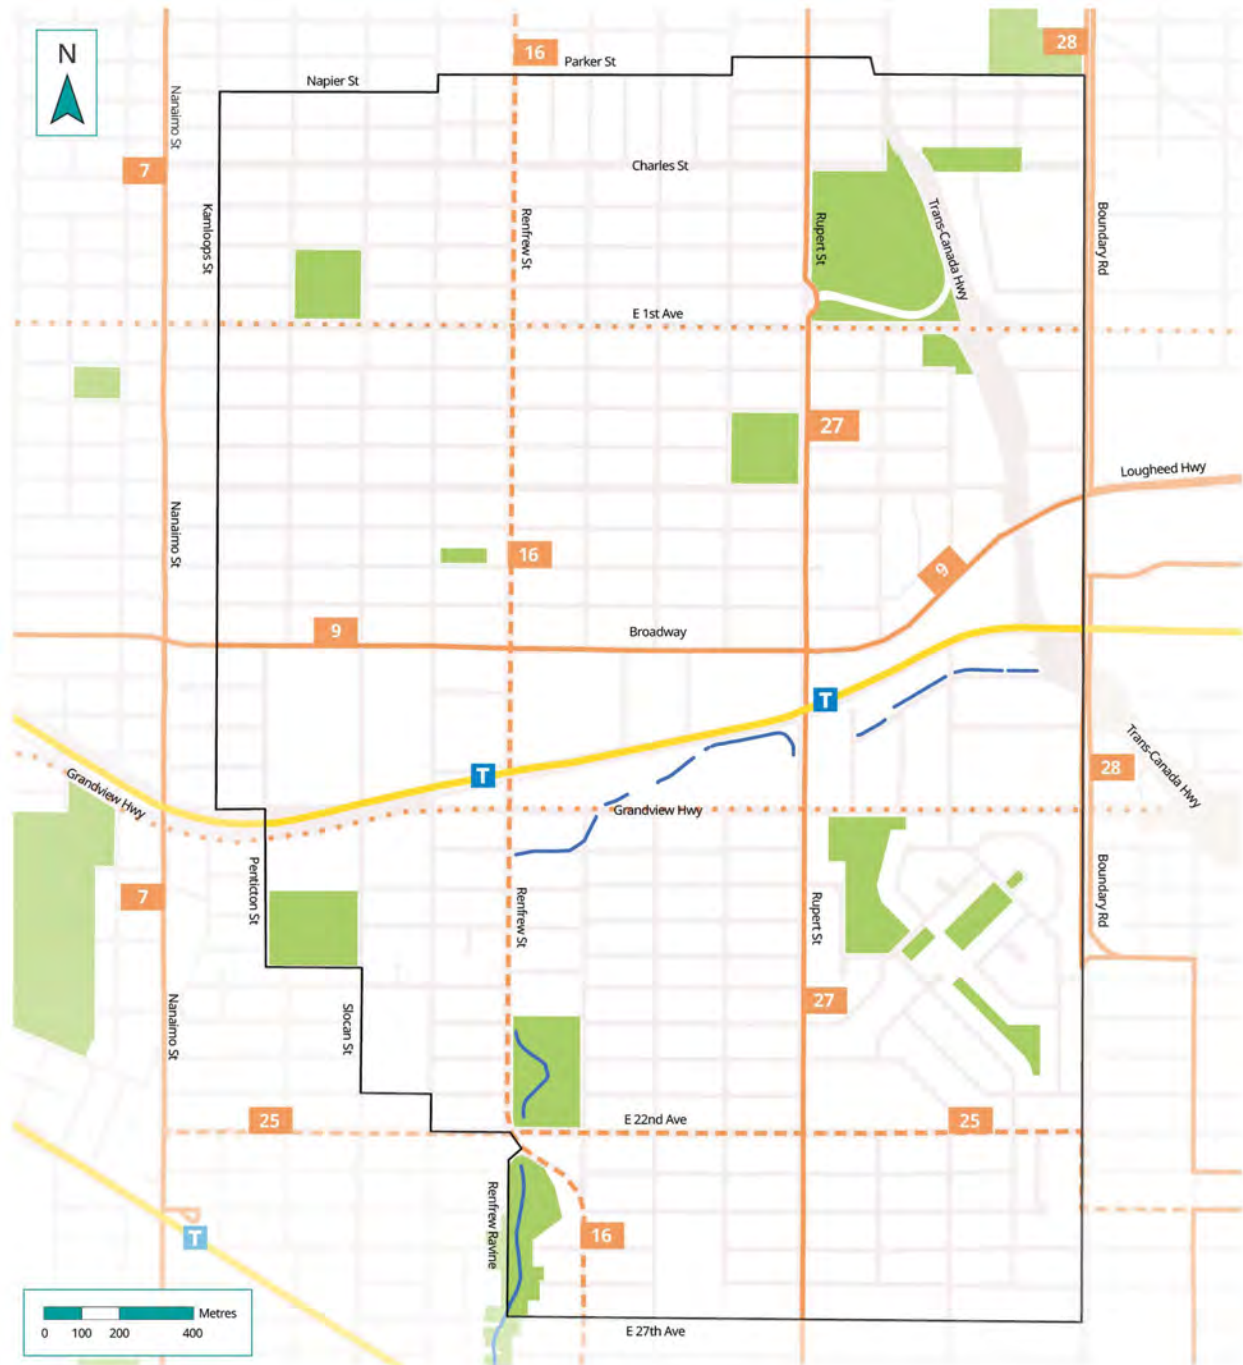 N
16
Parker St
28
Napier St
Nanaimo St
7
Charles St
Kamloops St
Renfrew St
Rupert St
Trans-Canada Hwy
Boundary Rd
E 1st Ave
27
Lougheed Hwy
Nanaimo St
16
9
9
Broadway
T
T
Grandview Hwy
Grandview Hwy
28
Trans-Canada Hwy
7
Penticton St
Renfrew St
Rupert St
Boundary Rd
27
Nanaimo St
Slocan St
25
E 22nd Ave
25
Renfrew Ravine
16
T
Metres
0 100 200 400
E 27th Ave